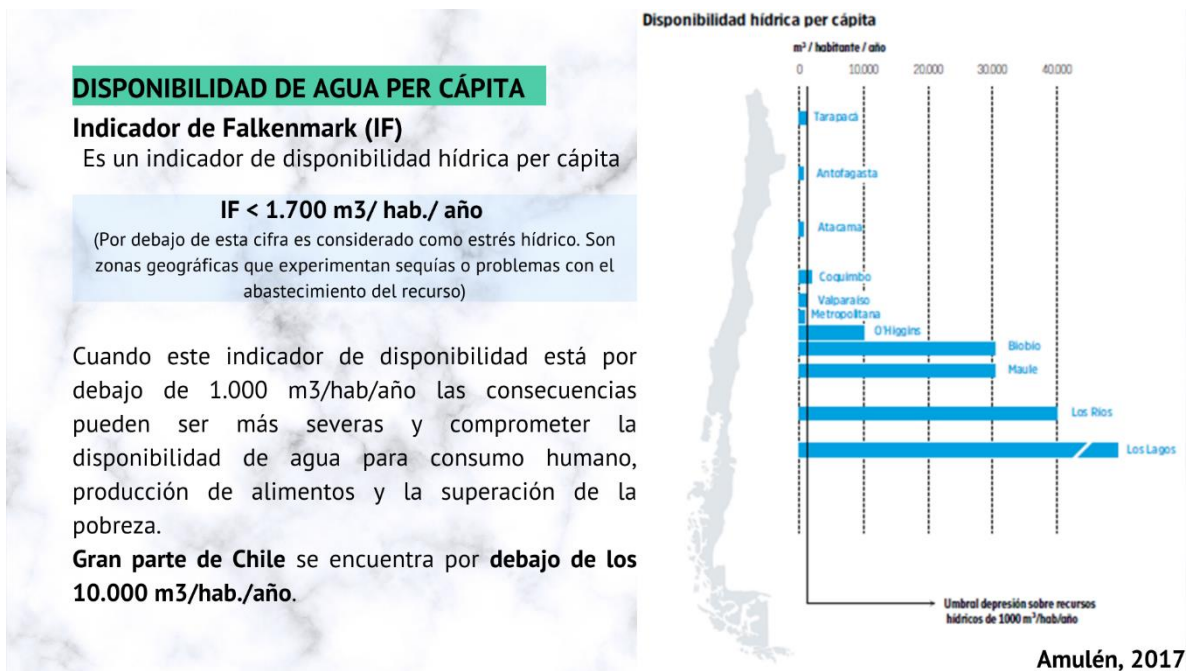 DISPONIBILIDAD DE AGUA PER CÁPITA
Indicador de Falkenmark (IF)
Es un indicador de disponibilidad hídrica per cápita
IF < 1.700 m3/ hab./ año
(Por debajo de esta cifra es considerado como estrés hídrico. Son
zonas geográficas que experimentan sequías o problemas con el
abastecimiento del recurso)
Cuando este indicador de disponibilidad está por
debajo de 1.000 m3/hab/año las consecuencias
pueden ser más severas y comprometer la
disponibilidad de agua para consumo humano,
producción de alimentos y la superación de la
pobreza.
Gran parte de Chile se encuentra por debajo de los
10.000 m3/hab./año.
Disponibilidad hídrica per cápita
m³ / habitante / año
0 10.000 20.000 30.000 40.000
Tarapacá
Antofagasta
Atacama
Coquimbo
Valparaíso
Metropolitana
O'Higgins
Biobío
Maule
Los Ríos
Los Lagos
Umbral depresión sobre recursos
hídricos de 1000 m³/hab/año
Amulén, 2017